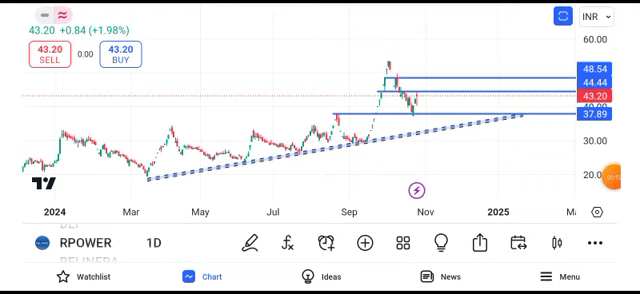 43.20 +0.84 (+1.98%)
INR
43.20
SELL
0.00
43.20
BUY
60.00
48.54
44.44
43.20
37.89
30.00
20.00
2024 Mar May Jul Sep Nov 2025
RPOWER 1D
Watchlist Chart Ideas News Menu